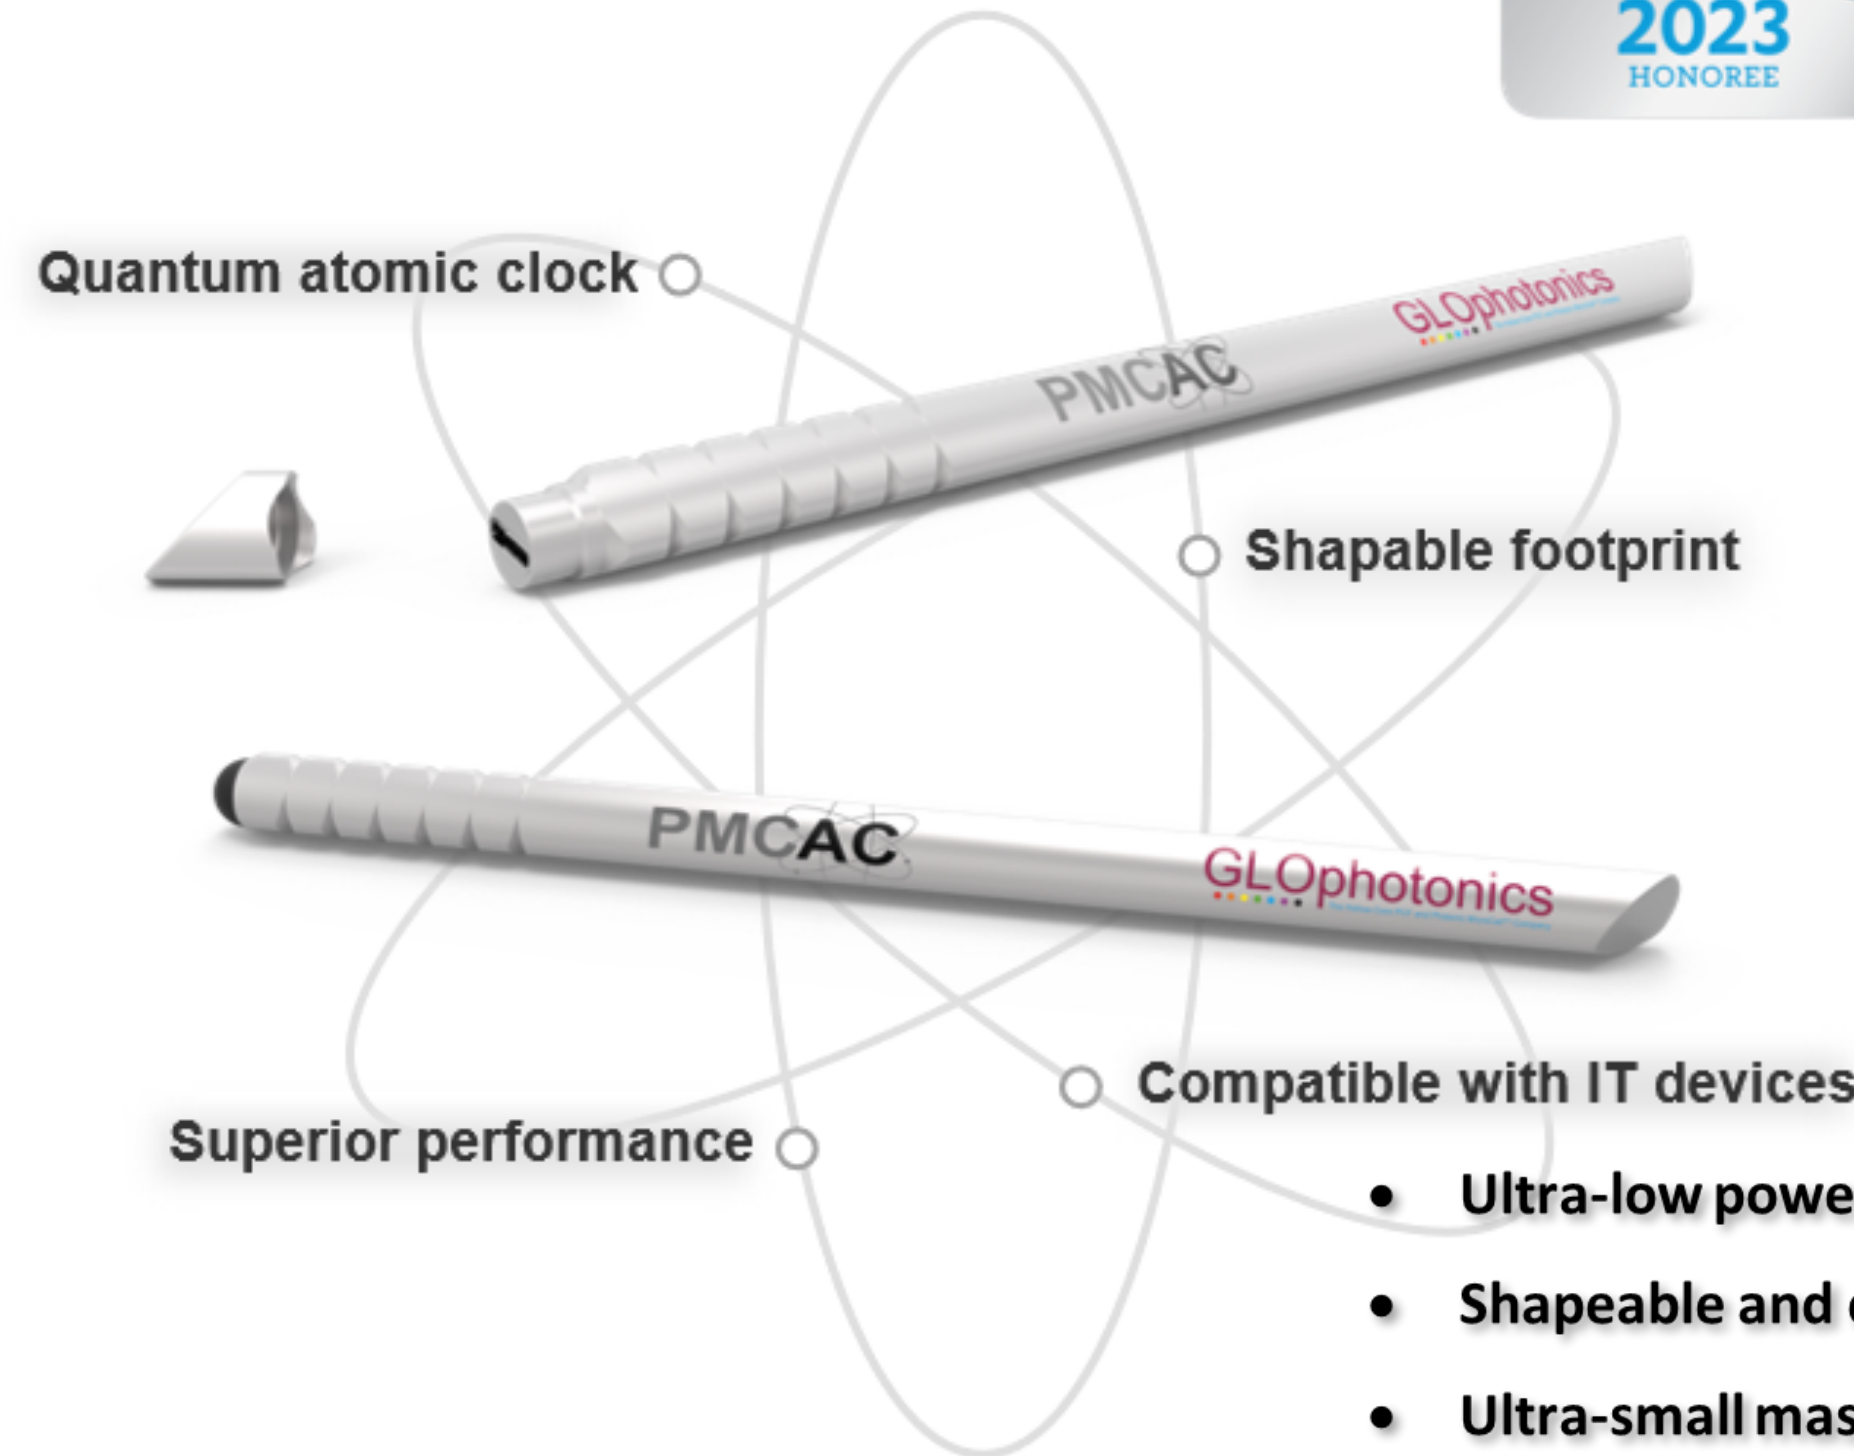 2023
HONOREE
Quantum atomic clock
GLOphotonics
PMCAC
Shapable footprint
PMCAC
GLOphotonics
Compatible with IT devices
Superior performance
• Ultra-low powe
• Shapeable and
• Ultra-small mas